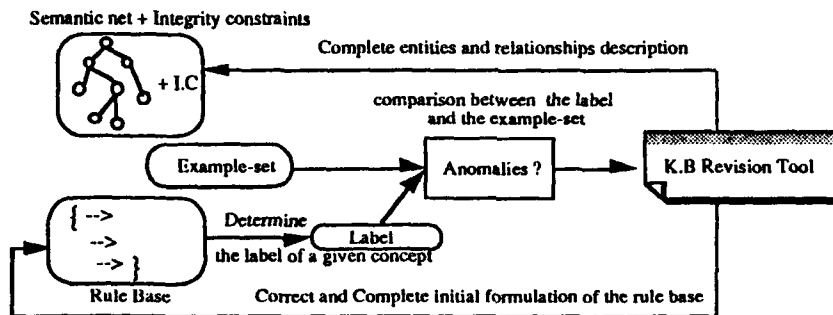 Semantic net + Integrity constraints
Complete entities and relationships description
+ I.C
comparison between the label
and the example-set
Example-set
Anomalies ?
K.B Revision Tool
{ -->
-->
--> }
Determine
Label
the label of a given concept
Rule Base
Correct and Complete initial formulation of the rule base